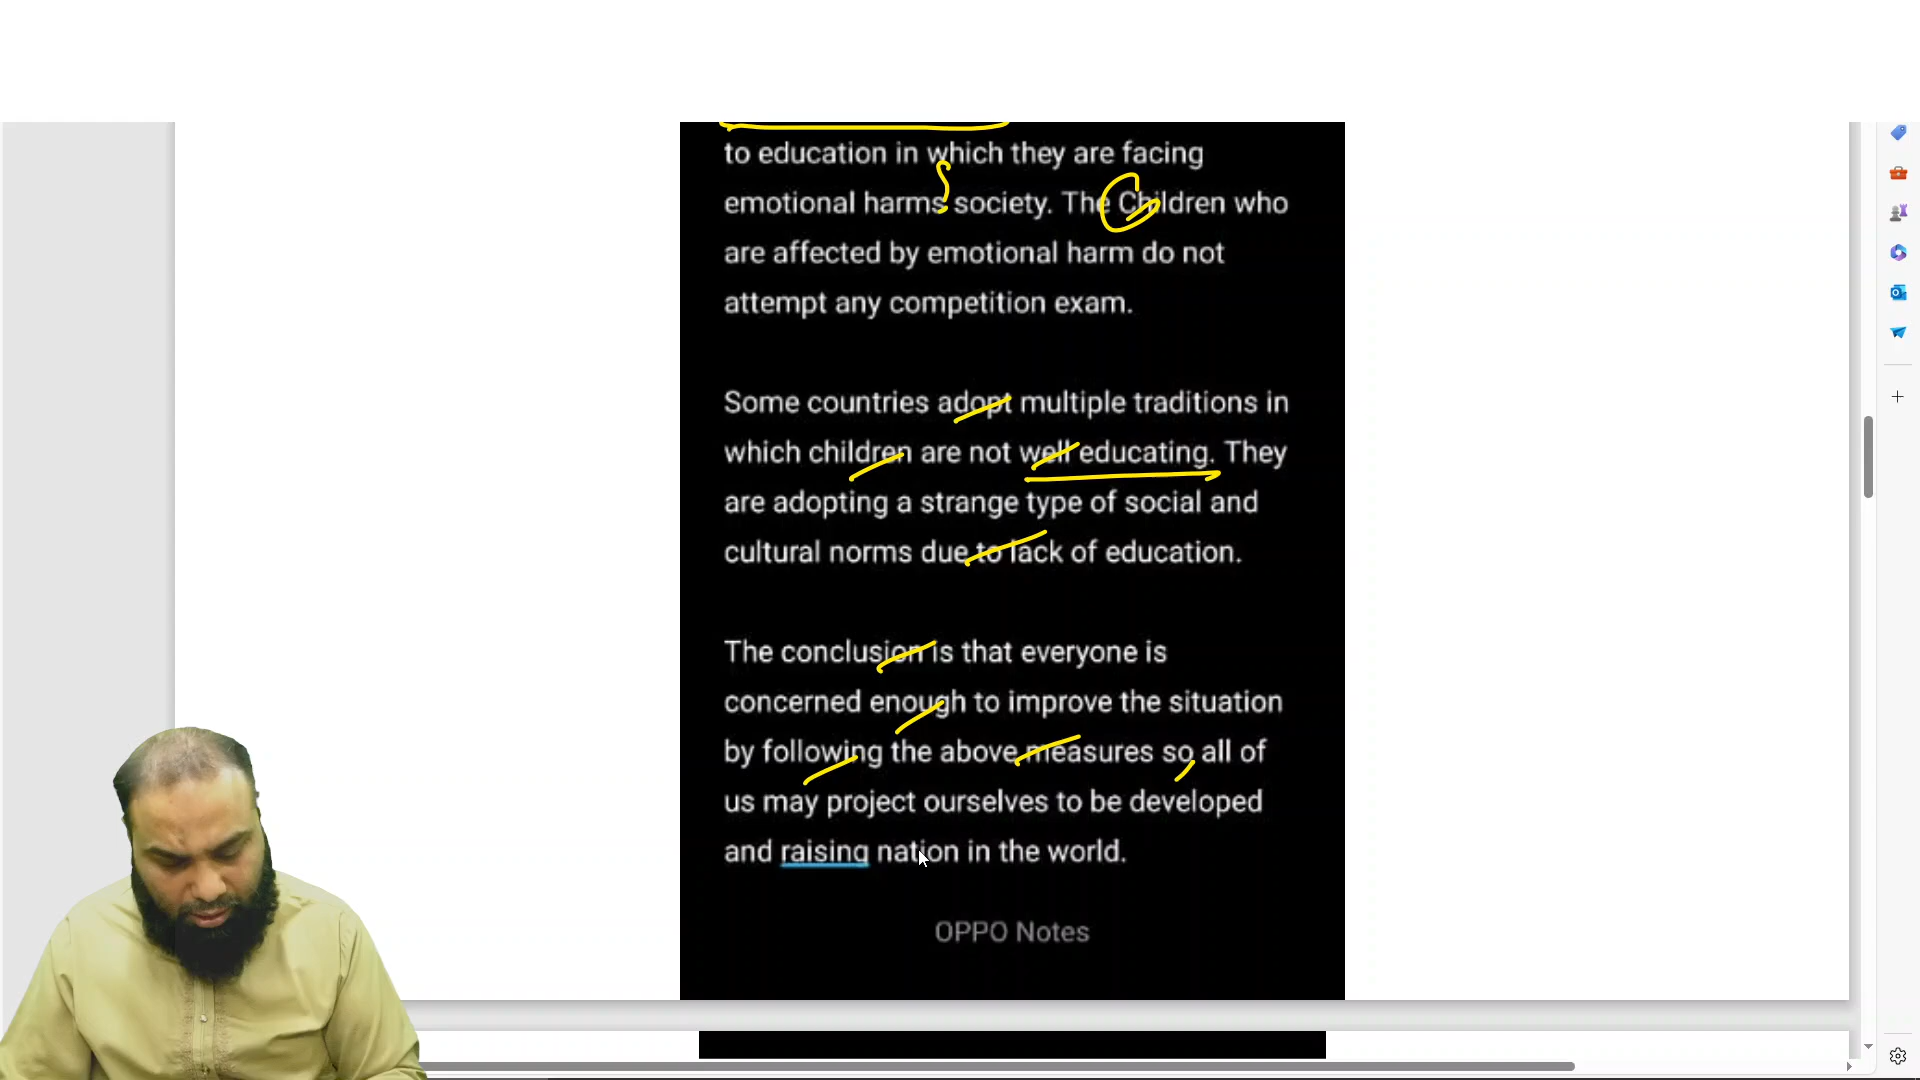 to education in which they are facing
emotional harms society. The Children who
are affected by emotional harm do not
attempt any competition exam.
Some countries adopt multiple traditions in
which children are not well educating. They
are adopting a strange type of social and
cultural norms due to lack of education.
The conclusion is that everyone is
concerned enough to improve the situation
by following the above measures so all of
us may project ourselves to be developed
and raising nation in the world.
OPPO Notes